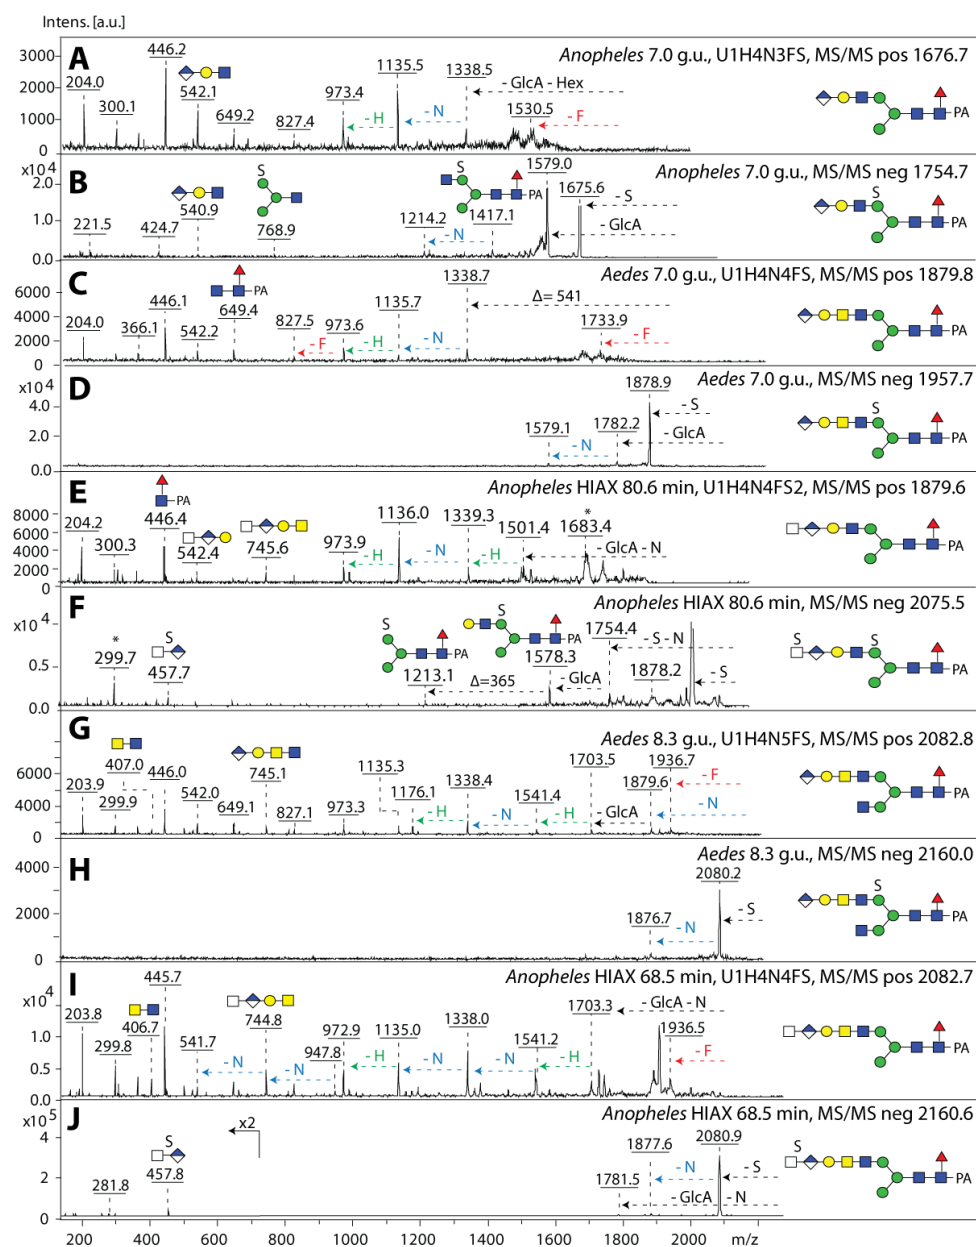 Intens. [a.u.]
A
Anopheles 7.0 g.u., U1H4N3FS, MS/MS pos 1676.7
3000
2000
1000
0
204.0
300.1
446.2
542.1
649.2
827.4
973.4
- H
1135.5
- N
1338.5
- GlcA - Hex
1530.5
- F
PA
B
Anopheles 7.0 g.u., MS/MS neg 1754.7
x10⁴
2.0
1.0
0.0
221.5
424.7
540.9
S
768.9
1214.2
- N
S
PA
1417.1
1579.0
1675.6
- S
- GlcA
S
PA
C
Aedes 7.0 g.u., U1H4N4FS, MS/MS pos 1879.8
6000
4000
2000
0
204.0
366.1
446.1
542.2
PA
649.4
827.5
- F
973.6
- H
1135.7
- N
1338.7
Δ= 541
1733.9
- F
PA
D
Aedes 7.0 g.u., MS/MS neg 1957.7
x10⁴
4.0
2.0
0.0
1579.1
- N
1782.2
- GlcA
1878.9
- S
S
PA
E
Anopheles HIAX 80.6 min, U1H4N4FS2, MS/MS pos 1879.6
8000
6000
4000
2000
0
204.2
300.3
PA
446.4
542.4
745.6
973.9
- H
1136.0
- N
1339.3
- H
1501.4
- GlcA - N
*
1683.4
PA
F
Anopheles HIAX 80.6 min, MS/MS neg 2075.5
x10⁴
0.5
0.0
*
299.7
S
457.7
S
PA
1213.1
Δ=365
S
PA
1578.3
- GlcA
1754.4
- S - N
1878.2
- S
S
S
PA
G
Aedes 8.3 g.u., U1H4N5FS, MS/MS pos 2082.8
6000
4000
2000
0
203.9
299.9
407.0
446.0
542.0
649.1
745.1
827.1
973.3
1135.3
1176.1
- H
1338.4
- N
1541.4
- H
1703.5
- GlcA
1879.6
1936.7
- F
- N
PA
H
Aedes 8.3 g.u., MS/MS neg 2160.0
4000
2000
0
1876.7
- N
2080.2
- S
S
PA
I
Anopheles HIAX 68.5 min, U1H4N4FS, MS/MS pos 2082.7
x10⁴
1.0
0.5
0.0
203.8
299.8
406.7
445.7
541.7
- N
744.8
- N
947.8
972.9
- H
1135.0
- N
1338.0
- N
1541.2
- H
1703.3
- GlcA - N
1936.5
- F
PA
J
Anopheles HIAX 68.5 min, MS/MS neg 2160.6
x10⁵
4
2
0
281.8
S
457.8
x2
1781.5
1877.6
- N
- GlcA - N
2080.9
- S
S
PA
200
400
600
800
1000
1200
1400
1600
1800
2000
m/z